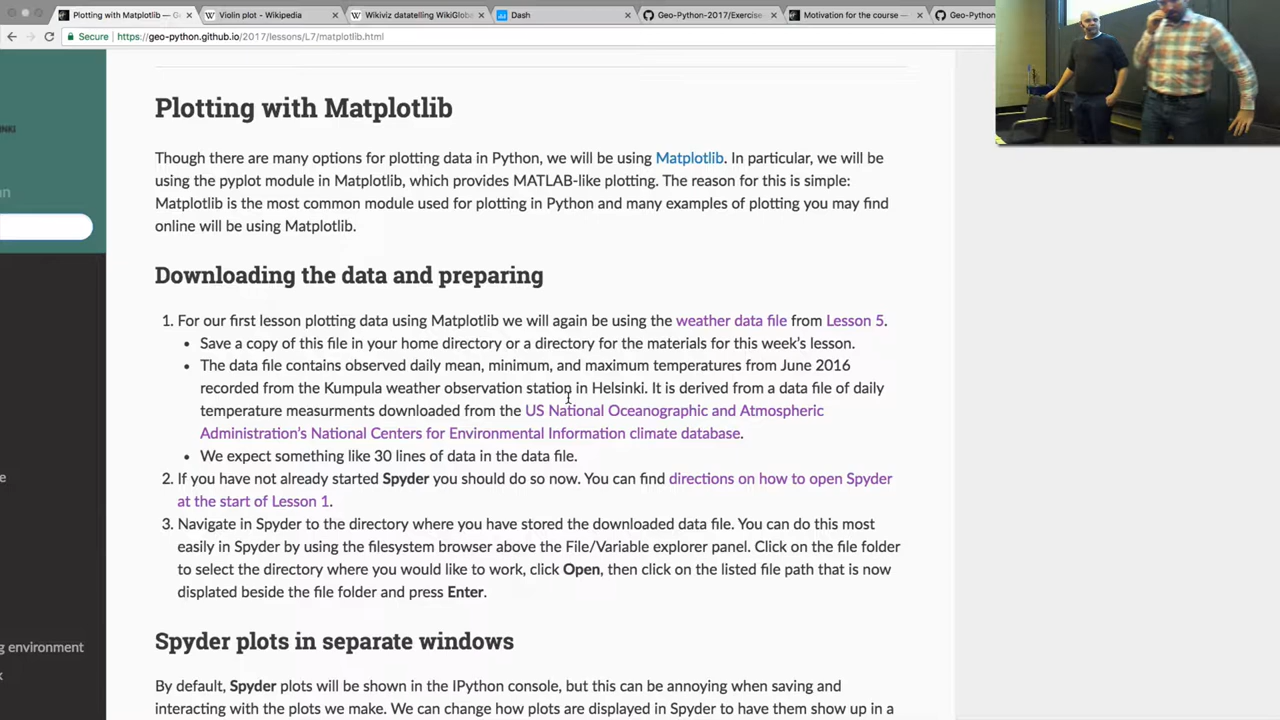 Plotting with Matplotlib — G
Violin plot - Wikipedia
Wikiviz datatelling WikiGlob
Dash
Geo-Python-2017/Exercise
Motivation for the course —
Geo-Python
Secure https://geo-python.github.io/2017/lessons/L7/matplotlib.html
NKI
Plotting with Matplotlib
Though there are many options for plotting data in Python, we will be using Matplotlib. In particular, we will be
using the pyplot module in Matplotlib, which provides MATLAB-like plotting. The reason for this is simple:
Matplotlib is the most common module used for plotting in Python and many examples of plotting you may find
online will be using Matplotlib.
Downloading the data and preparing
1. For our first lesson plotting data using Matplotlib we will again be using the weather data file from Lesson 5.
• Save a copy of this file in your home directory or a directory for the materials for this week's lesson.
• The data file contains observed daily mean, minimum, and maximum temperatures from June 2016
recorded from the Kumpula weather observation station in Helsinki. It is derived from a data file of daily
temperature measurments downloaded from the US National Oceanographic and Atmospheric
Administration's National Centers for Environmental Information climate database.
• We expect something like 30 lines of data in the data file.
2. If you have not already started Spyder you should do so now. You can find directions on how to open Spyder
at the start of Lesson 1.
3. Navigate in Spyder to the directory where you have stored the downloaded data file. You can do this most
easily in Spyder by using the filesystem browser above the File/Variable explorer panel. Click on the file folder
to select the directory where you would like to work, click Open, then click on the listed file path that is now
displated beside the file folder and press Enter.
Spyder plots in separate windows
g environment
By default, Spyder plots will be shown in the IPython console, but this can be annoying when saving and
interacting with the plots we make. We can change how plots are displayed in Spyder to have them show up in a